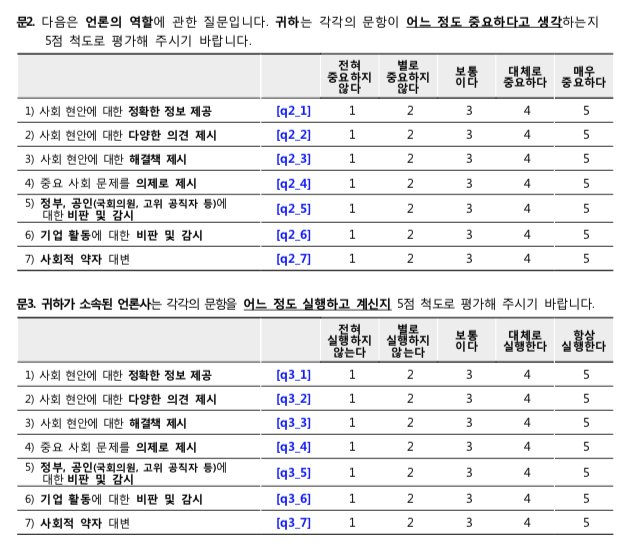 문2. 다음은 언론의 역할에 관한 질문입니다. 귀하는 각각의 문항이 어느 정도 중요하다고 생각하는지
5점 척도로 평가해 주시기 바랍니다.
전혀 중요하지 않다 별로 중요하지 않다 보통이다 대체로 중요하다 매우 중요하다
1) 사회 현안에 대한 정확한 정보 제공 [q2_1] 1 2 3 4 5
2) 사회 현안에 대한 다양한 의견 제시 [q2_2] 1 2 3 4 5
3) 사회 현안에 대한 해결책 제시 [q2_3] 1 2 3 4 5
4) 중요 사회 문제를 의제로 제시 [q2_4] 1 2 3 4 5
5) 정부, 공인(국회의원, 고위 공직자 등)에
대한 비판 및 감시 [q2_5] 1 2 3 4 5
6) 기업 활동에 대한 비판 및 감시 [q2_6] 1 2 3 4 5
7) 사회적 약자 대변 [q2_7] 1 2 3 4 5
문3. 귀하가 소속된 언론사는 각각의 문항을 어느 정도 실행하고 계신지 5점 척도로 평가해 주시기 바랍니다.
전혀 실행하지 않는다 별로 실행하지 않는다 보통이다 대체로 실행한다 항상 실행한다
1) 사회 현안에 대한 정확한 정보 제공 [q3_1] 1 2 3 4 5
2) 사회 현안에 대한 다양한 의견 제시 [q3_2] 1 2 3 4 5
3) 사회 현안에 대한 해결책 제시 [q3_3] 1 2 3 4 5
4) 중요 사회 문제를 의제로 제시 [q3_4] 1 2 3 4 5
5) 정부, 공인(국회의원, 고위 공직자 등)에
대한 비판 및 감시 [q3_5] 1 2 3 4 5
6) 기업 활동에 대한 비판 및 감시 [q3_6] 1 2 3 4 5
7) 사회적 약자 대변 [q3_7] 1 2 3 4 5